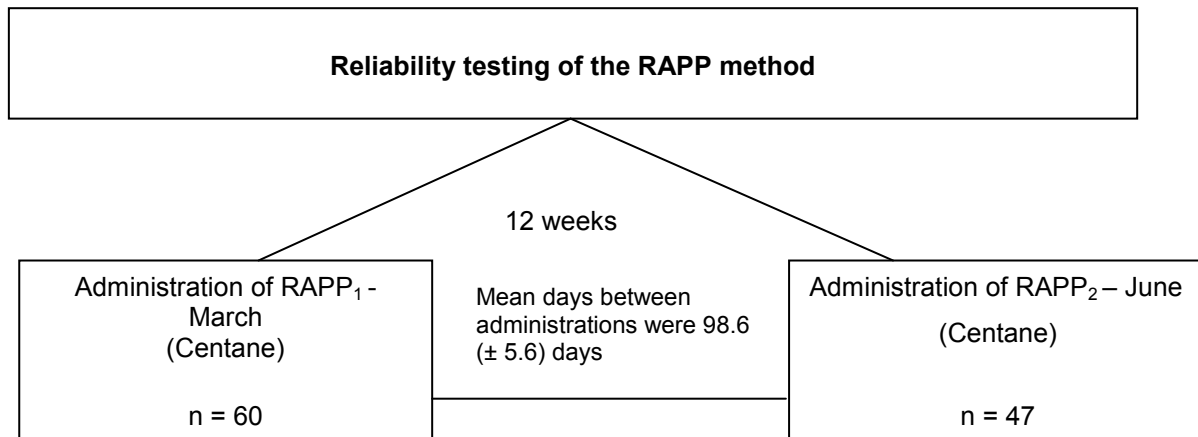 Reliability testing of the RAPP method
12 weeks
Administration of RAPP₁ -
March
(Centane)
n = 60
Mean days between
administrations were 98.6
(± 5.6) days
Administration of RAPP₂ – June
(Centane)
n = 47